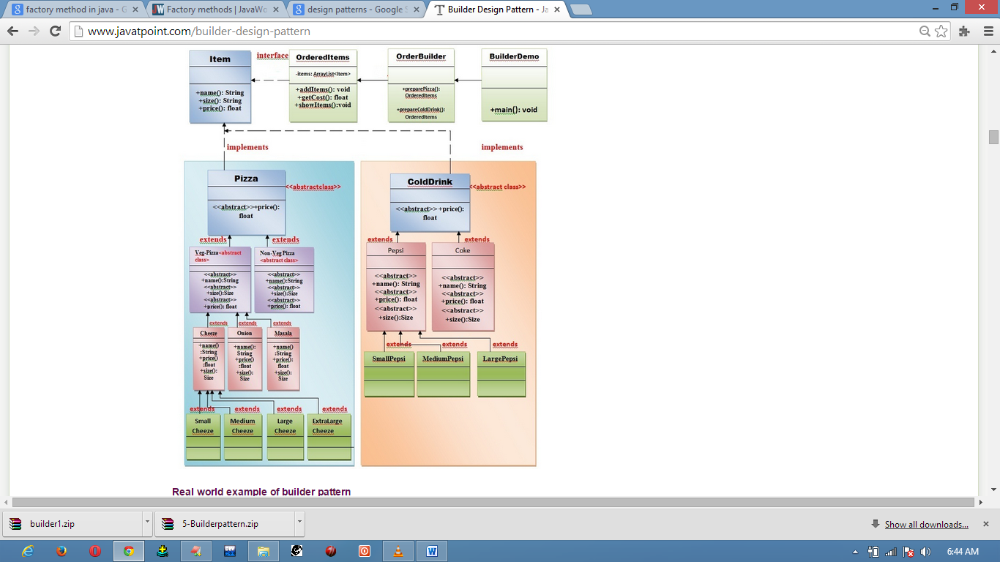 factory method in java - G
Factory methods | JavaWo
design patterns - Google S
Builder Design Pattern - Ja
www.javatpoint.com/builder-design-pattern
Item
+name(): String
+size(): String
+price(): float
interface
OrderedItems
-items: ArrayList<Item>
+addItems(): void
+getCost(): float
+showItems():void
OrderBuilder
+preparePizza():
OrderedItems
+prepareColdDrink():
OrderedItems
BuilderDemo
+main(): void
implements
implements
Pizza
<<abstractclass>>
<<abstract>>+price():
float
extends
extends
Veg-Pizza<abstract
class>
<<abstract>>
+name():String
<<abstract>>
+size():Size
<<abstract>>
+price(): float
Non-Veg Pizza
<abstract class>
<<abstract>>
+name():String
<<abstract>>
+size():Size
<<abstract>>
+price(): float
extends
extends
extends
Cheeze
+name()
:String
+price()
:float
+size():
Size
Onion
+name():
String
+price()
:float
+size():
Size
Masala
+name()
:String
+price():
float
+size():
Size
extends
extends
extends
extends
Small
Cheeze
Medium
Cheeze
Large
Cheeze
ExtraLarge
Cheeze
ColdDrink
<<abstract class>>
<<abstract>> +price():
float
extends
extends
Pepsi
<<abstract>>
+name(): String
<<abstract>>
+price(): float
<<abstract>>
+size():Size
Coke
<<abstract>>
+name(): String
<<abstract>>
+price(): float
<<abstract>>
+size():Size
extends
extends
extends
SmallPepsi
MediumPepsi
LargePepsi
Real world example of builder pattern
builder1.zip
5-Builderpattern.zip
Show all downloads...
6:44 AM